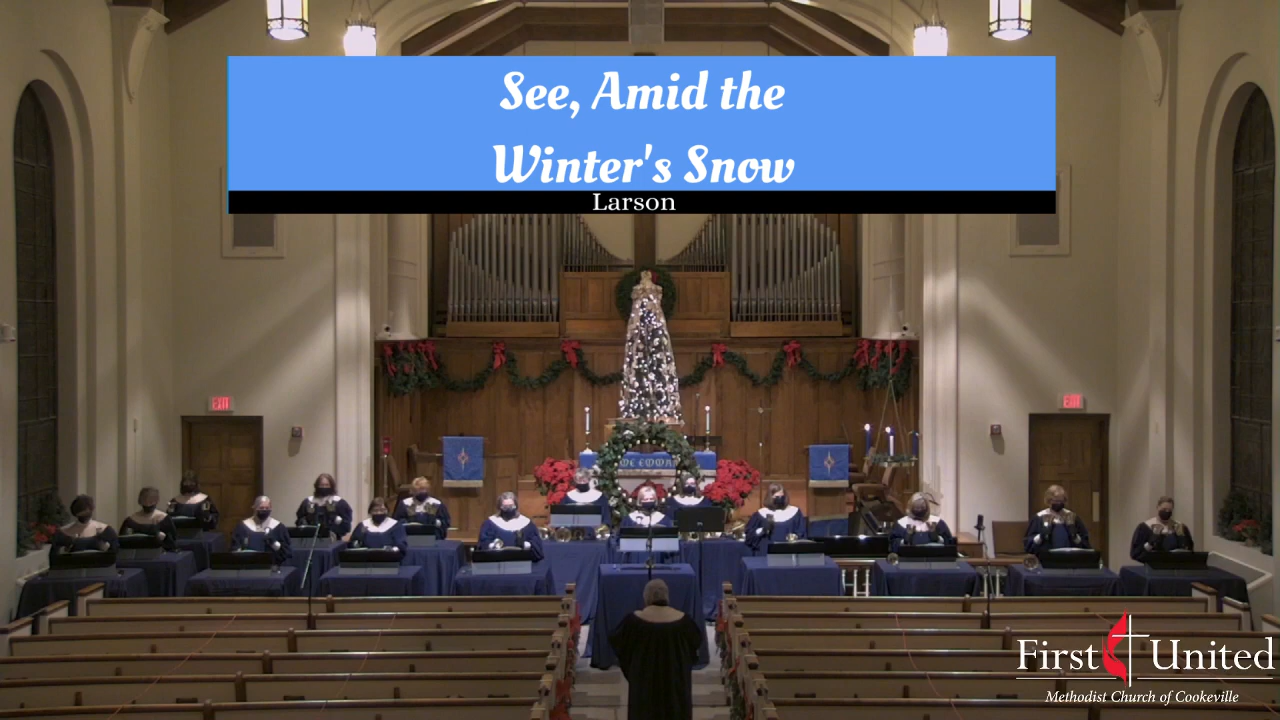 See, Amid the
Winter's Snow
Larson
EXIT
EXIT
First United
Methodist Church of Cookeville